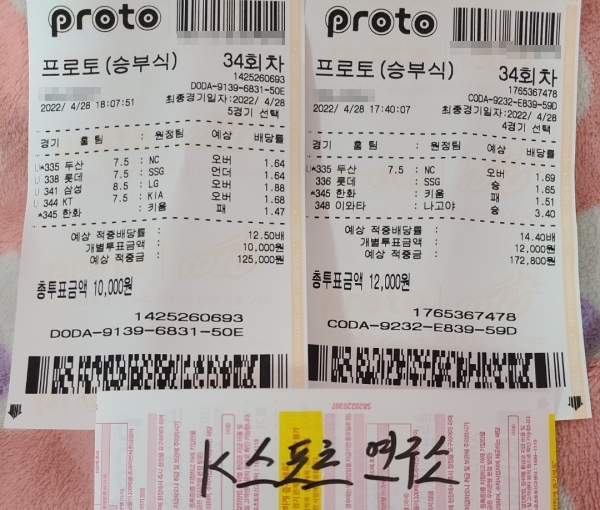 proto
프로토(승부식) 34회차
1425260693
DODA-9139-6831-50E
2022/ 4/28 18:07:51 최종경기일자:2022/ 4/28
5경기 선택
경기 홈 팀 : 원정팀 예상 배당률
U*335 두산 7.5 : NC 오버 1.64
U 338 롯데 7.5 : SSG 언더 1.64
U 341 삼성 8.5 : LG 오버 1.88
U 344 KT 7.5 : KIA 오버 1.68
*345 한화 : 키움 패 1.47
예상 적중배당률 : 12.50배
개별투표금액 : 10,000원
예상 적중금 : 125,000원
총투표금액 10,000원
1425260693
DODA-9139-6831-50E
proto
프로토(승부식) 34회차
1765367478
CODA-9232-E839-59D
2022/ 4/28 17:40:07 최종경기일자:2022/ 4/28
4경기 선택
경기 홈 팀 : 원정팀 예상 배당률
U*335 두산 7.5 : NC 오버 1.69
336 롯데 : SSG 승 1.65
*345 한화 : 키움 패 1.51
348 이와타 : 나고야 승 3.40
예상 적중배당률 : 14.40배
개별투표금액 : 12,000원
예상 적중금 : 172,800원
총투표금액 12,000원
1765367478
CODA-9232-E839-59D
K스포츠 연구소